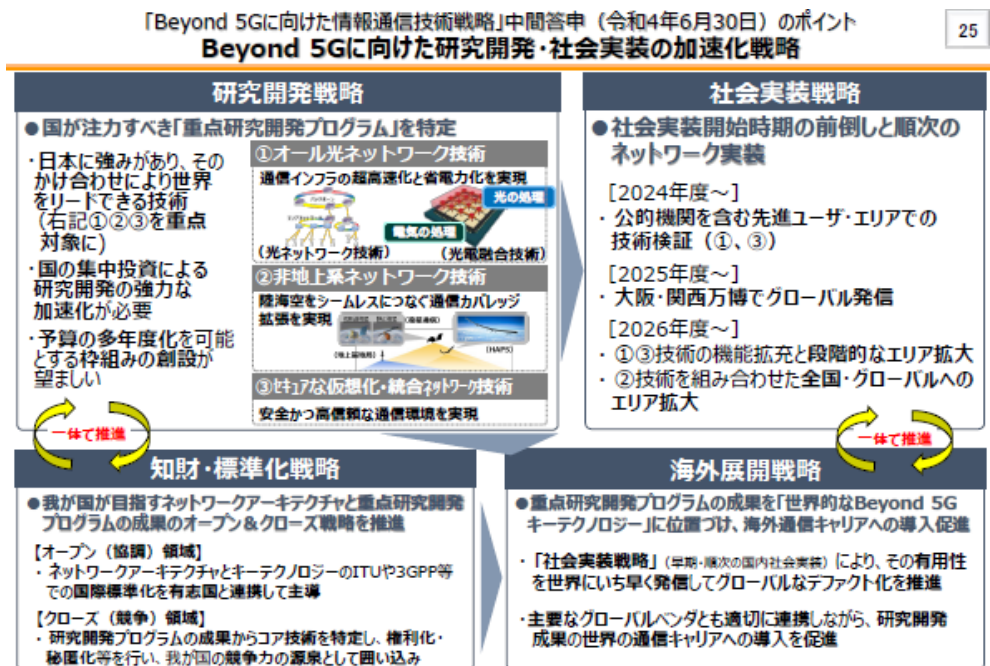 「Beyond 5Gに向けた情報通信技術戦略」中間答申（令和4年6月30日）のポイント
25
Beyond 5Gに向けた研究開発・社会実装の加速化戦略
研究開発戦略
●国が注力すべき「重点研究開発プログラム」を特定
・日本に強みがあり、その
かけ合わせにより世界
をリードできる技術
（右記①②③を重点
対象に)
・国の集中投資による
研究開発の強力な
加速化が必要
・予算の多年度化を可能
とする枠組みの創設が
望ましい
①オール光ネットワーク技術
通信インフラの超高速化と省電力化を実現
光の処理
電気の処理
(光ネットワーク技術)
(光電融合技術)
②非地上系ネットワーク技術
陸海空をシームレスにつなぐ通信カバレッジ
拡張を実現
(HAPS)
③セキュアな仮想化・統合ネットワーク技術
安全かつ高信頼な通信環境を実現
一体で推進
社会実装戦略
●社会実装開始時期の前倒しと順次の
ネットワーク実装
[2024年度～]
・ 公的機関を含む先進ユーザ・エリアでの
技術検証（①、③）
[2025年度～]
・ 大阪・関西万博でグローバル発信
[2026年度～]
・ ①③技術の機能拡充と段階的なエリア拡大
・ ②技術を組み合わせた全国・グローバルへの
エリア拡大
一体で推進
知財・標準化戦略
●我が国が目指すネットワークアーキテクチャと重点研究開発
プログラムの成果のオープン＆クローズ戦略を推進
【オープン（協調）領域】
・ ネットワークアーキテクチャとキーテクノロジーのITUや3GPP等
での国際標準化を有志国と連携して主導
【クローズ（競争）領域】
・ 研究開発プログラムの成果からコア技術を特定し、権利化・
秘匿化等を行い、我が国の競争力の源泉として囲い込み
海外展開戦略
●重点研究開発プログラムの成果を「世界的なBeyond 5G
キーテクノロジー」に位置づけ、海外通信キャリアへの導入促進
・「社会実装戦略」（早期・順次の国内社会実装）により、その有用性
を世界にいち早く発信してグローバルなデファクト化を推進
・主要なグローバルベンダとも適切に連携しながら、研究開発
成果の世界の通信キャリアへの導入を促進